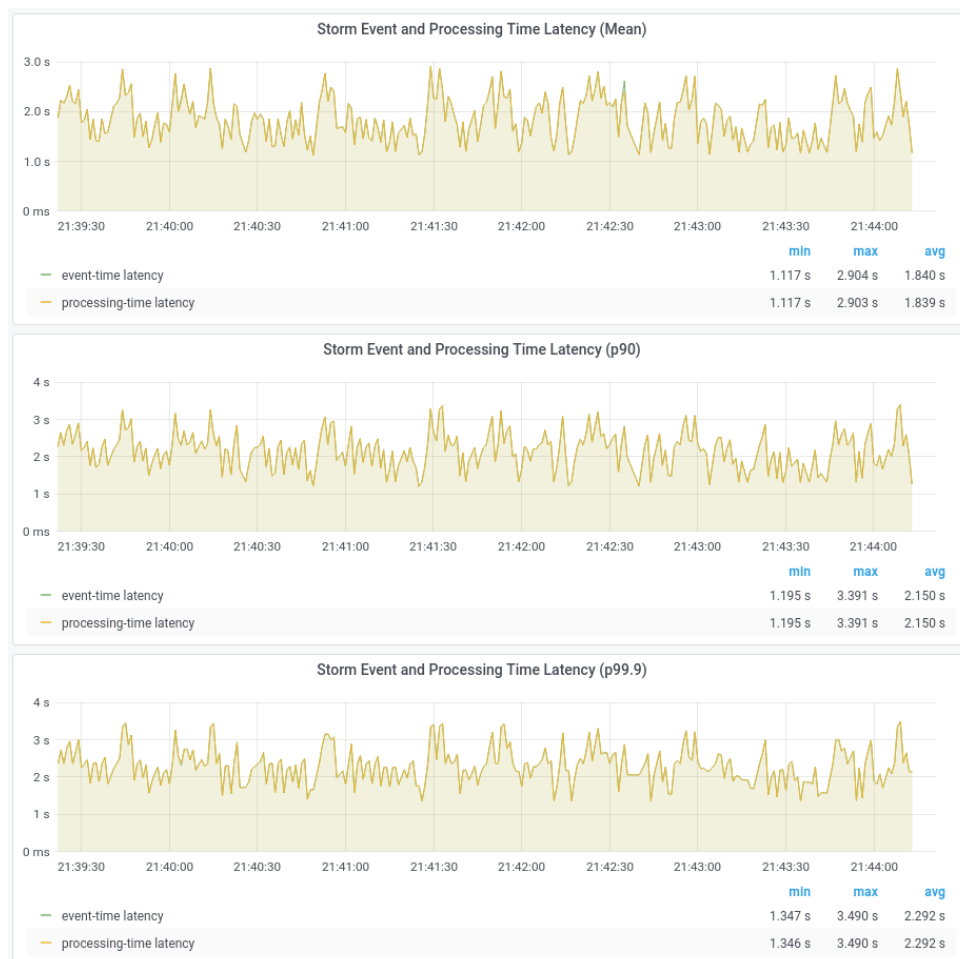 Storm Event and Processing Time Latency (Mean)
3.0 s
2.0 s
1.0 s
0 ms
21:39:30 21:40:00 21:40:30 21:41:00 21:41:30 21:42:00 21:42:30 21:43:00 21:43:30 21:44:00
min max avg
event-time latency 1.117 s 2.904 s 1.840 s
processing-time latency 1.117 s 2.903 s 1.839 s
Storm Event and Processing Time Latency (p90)
4 s
3 s
2 s
1 s
0 ms
21:39:30 21:40:00 21:40:30 21:41:00 21:41:30 21:42:00 21:42:30 21:43:00 21:43:30 21:44:00
min max avg
event-time latency 1.195 s 3.391 s 2.150 s
processing-time latency 1.195 s 3.391 s 2.150 s
Storm Event and Processing Time Latency (p99.9)
4 s
3 s
2 s
1 s
0 ms
21:39:30 21:40:00 21:40:30 21:41:00 21:41:30 21:42:00 21:42:30 21:43:00 21:43:30 21:44:00
min max avg
event-time latency 1.347 s 3.490 s 2.292 s
processing-time latency 1.346 s 3.490 s 2.292 s